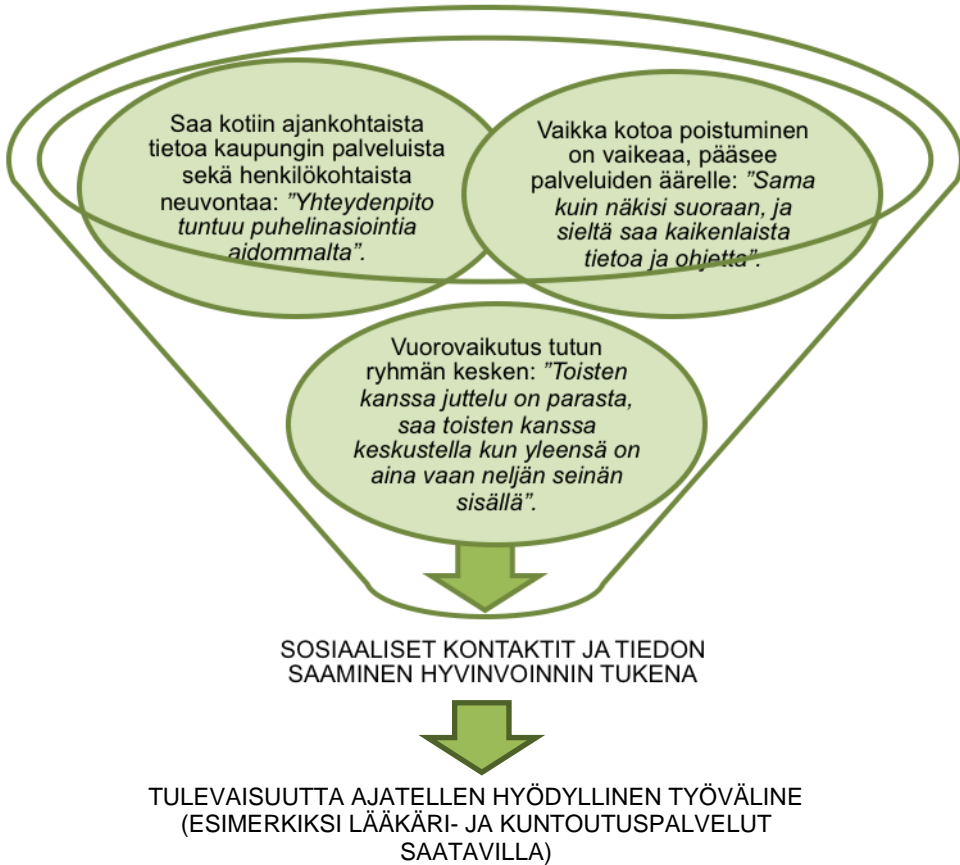 Saa kotiin ajankohtaista
tietoa kaupungin palveluista
sekä henkilökohtaista
neuvontaa: ”Yhteydenpito
tuntuu puhelinasiointia
aidommalta”.
Vaikka kotoa poistuminen
on vaikeaa, pääsee
palveluiden äärelle: ”Sama
kuin näkisi suoraan, ja
sieltä saa kaikenlaista
tietoa ja ohjetta”.
Vuorovaikutus tutun
ryhmän kesken: ”Toisten
kanssa juttelu on parasta,
saa toisten kanssa
keskustella kun yleensä on
aina vaan neljän seinän
sisällä”.
SOSIAALISET KONTAKTIT JA TIEDON
SAAMINEN HYVINVOINNIN TUKENA
TULEVAISUUTTA AJATELLEN HYÖDYLLINEN TYÖVÄLINE
(ESIMERKIKSI LÄÄKÄRI- JA KUNTOUTUSPALVELUT
SAATAVILLA)